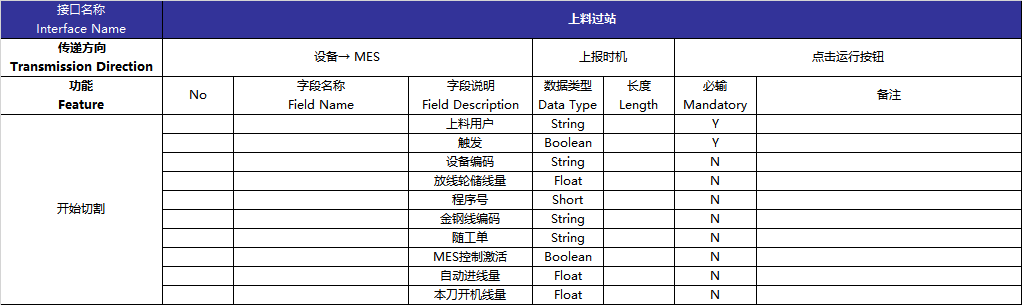 接口名称
Interface Name
上料过站
传递方向
Transmission Direction
设备→ MES
上报时机
点击运行按钮
功能
Feature
No
字段名称
Field Name
字段说明
Field Description
数据类型
Data Type
长度
Length
必输
Mandatory
备注
开始切割
上料用户 String Y
触发 Boolean Y
设备编码 String N
放线轮储线量 Float N
程序号 Short N
金钢线编码 String N
随工单 String N
MES控制激活 Boolean N
自动进线量 Float N
本刀开机线量 Float N